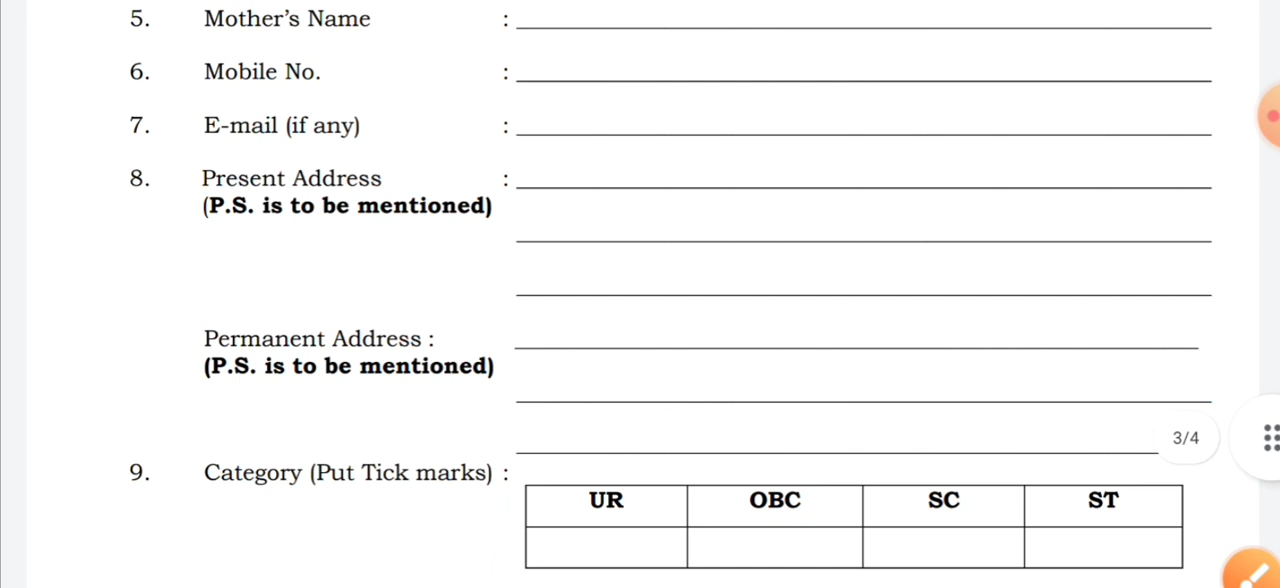 5. Mother’s Name :
6. Mobile No. :
7. E-mail (if any) :
8. Present Address :
(P.S. is to be mentioned)
Permanent Address :
(P.S. is to be mentioned)
3/4
9. Category (Put Tick marks) :
UR OBC SC ST